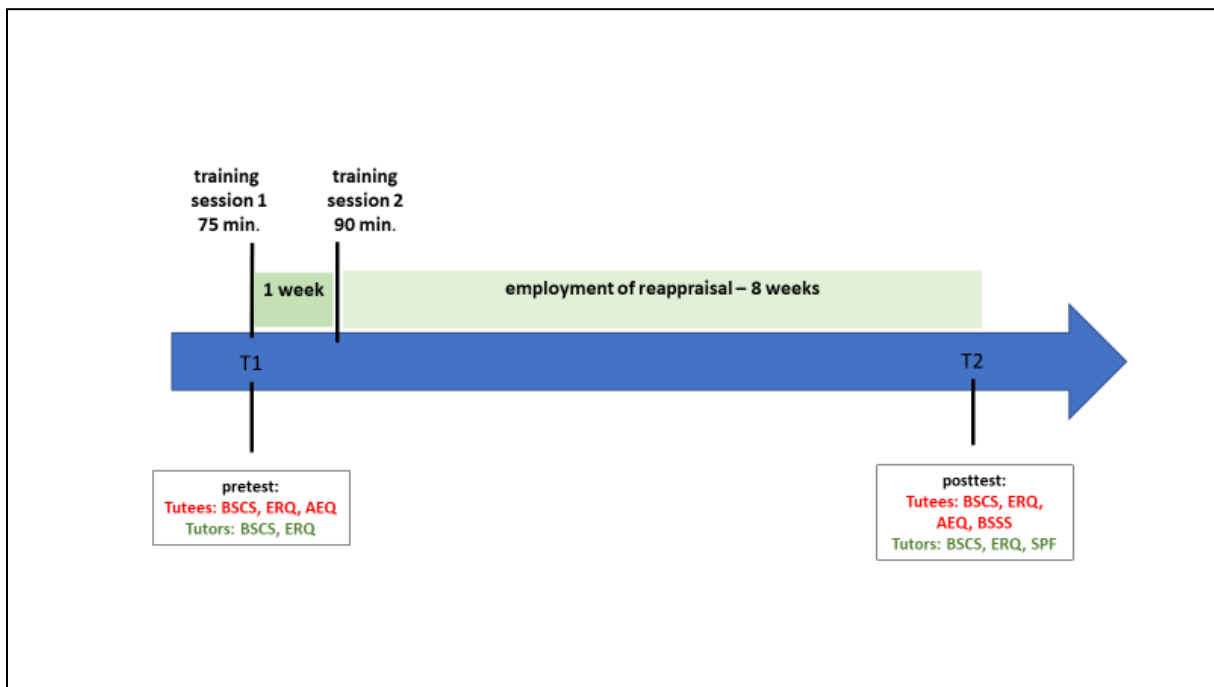 training
session 1
75 min.
training
session 2
90 min.
1 week
employment of reappraisal – 8 weeks
T1
T2
pretest:
Tutees: BSCS, ERQ, AEQ
Tutors: BSCS, ERQ
posttest:
Tutees: BSCS, ERQ,
AEQ, BSSS
Tutors: BSCS, ERQ, SPF